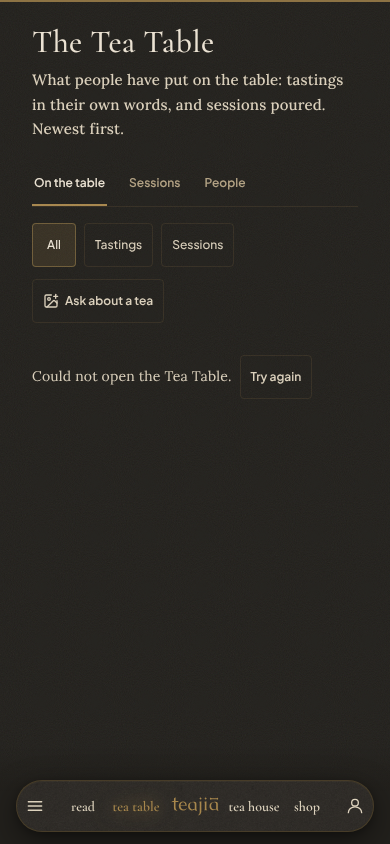 The Tea Table
What people have put on the table: tastings
in their own words, and sessions poured.
Newest first.
On the table Sessions People
All Tastings Sessions
Ask about a tea
Could not open the Tea Table. Try again
read tea table teajiā tea house shop